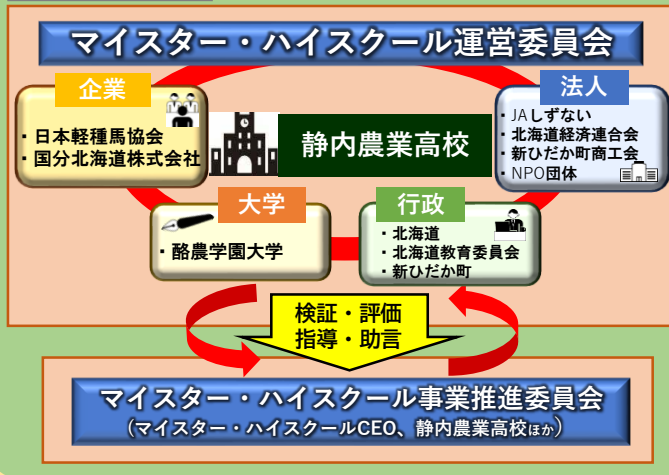 マイスター・ハイスクール運営委員会
企業
・日本軽種馬協会
・国分北海道株式会社
静内農業高校
法人
・JAしずない
・北海道経済連合会
・新ひだか町商工会
・NPO団体
大学
・酪農学園大学
行政
・北海道
・北海道教育委員会
・新ひだか町
検証・評価
指導・助言
マイスター・ハイスクール事業推進委員会
（マイスター・ハイスクールCEO、静内農業高校ほか）